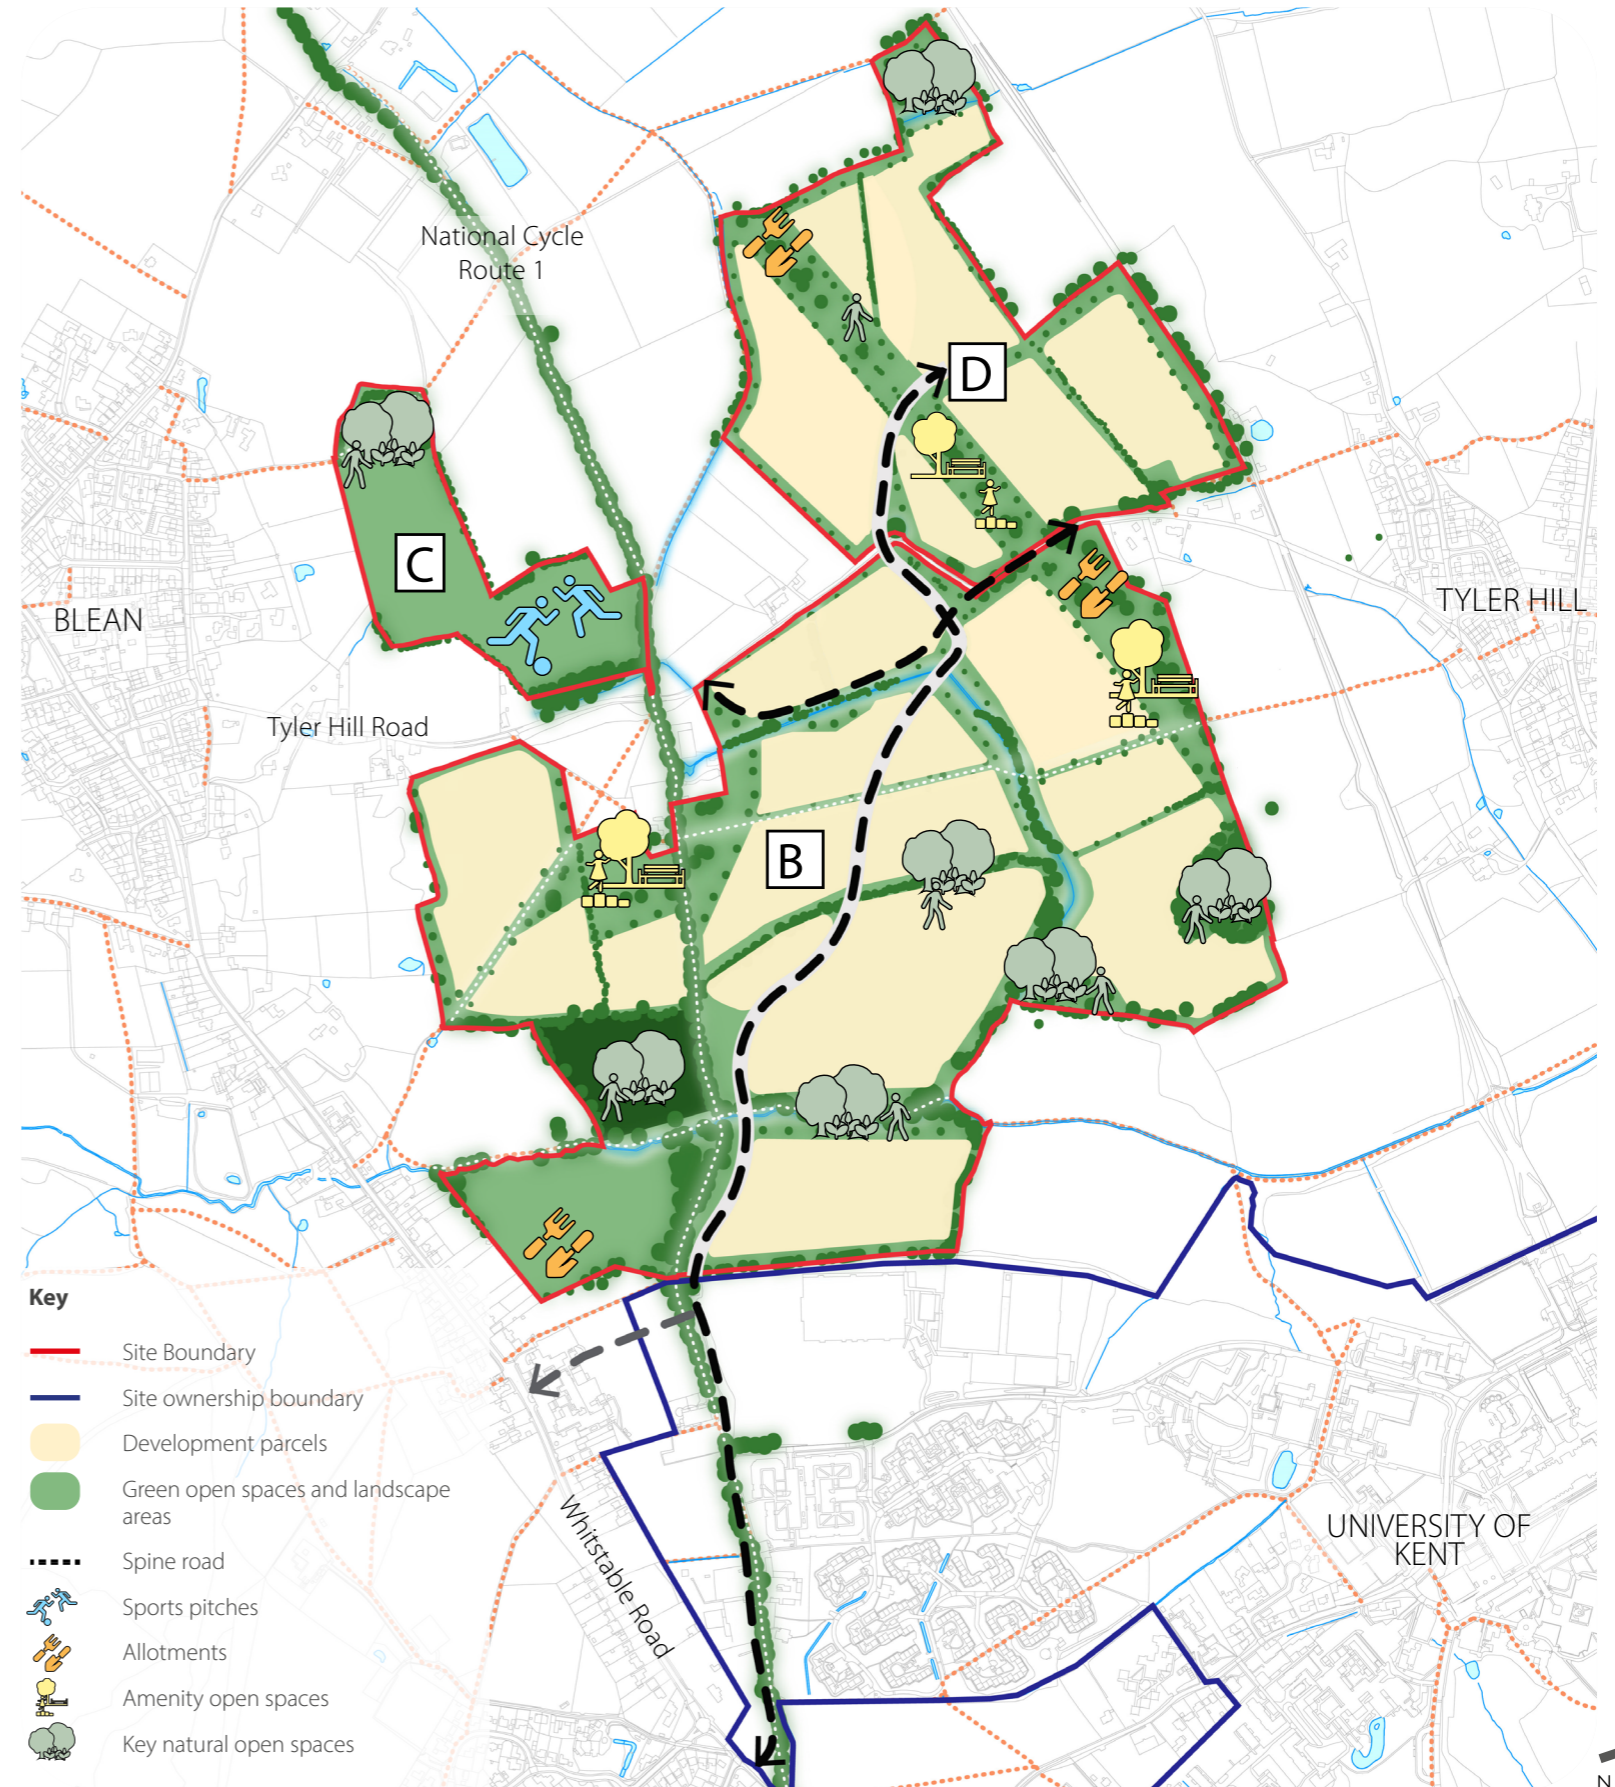 National Cycle
Route 1
D
C
BLEAN
TYLER HILL
Tyler Hill Road
B
Key
Site Boundary
Site ownership boundary
Development parcels
Green open spaces and landscape
areas
Spine road
Sports pitches
Allotments
Amenity open spaces
Key natural open spaces
Whitstable Road
UNIVERSITY OF
KENT
N